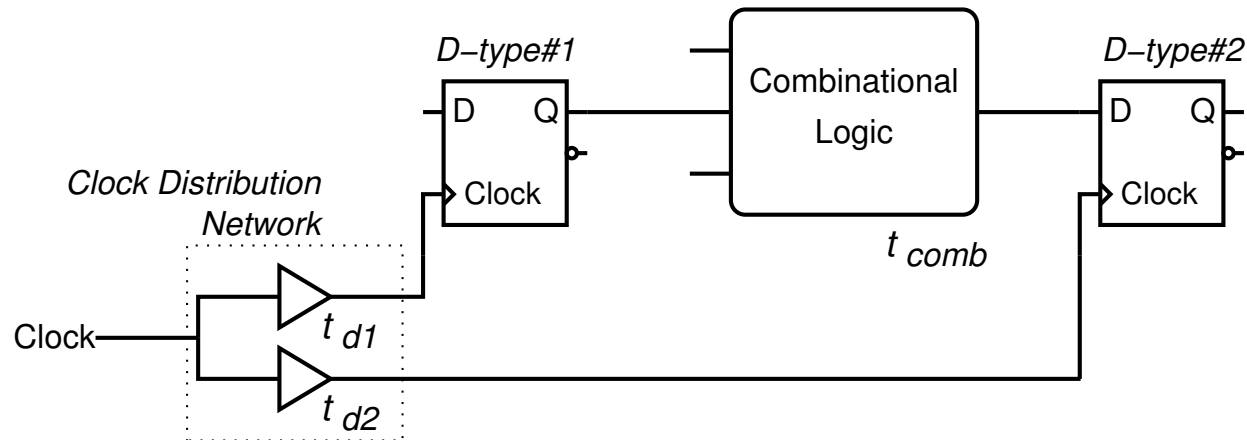 D−type#1
D−type#2
Combinational
Logic
D Q
D Q
Clock Distribution
Network
Clock
Clock
t comb
Clock
t d1
t d2